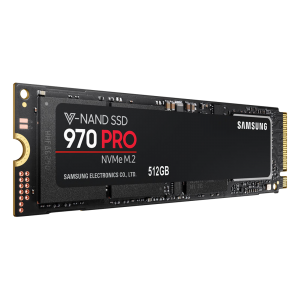 V-NAND SSD
970 PRO
NVMe M.2
SAMSUNG ELECTRONICS CO., LTD.
512GB
SAMSUNG